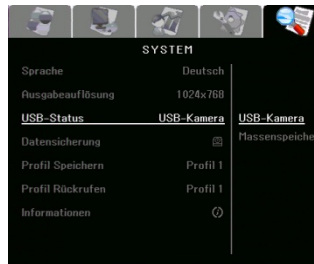 SYSTEM
Sprache Deutsch
Ausgabeauflösung 1024x768
USB-Status USB-Kamera USB-Kamera
Datensicherung Massenspeiche
Profil Speichern Profil 1
Profil Rückrufen Profil 1
Informationen